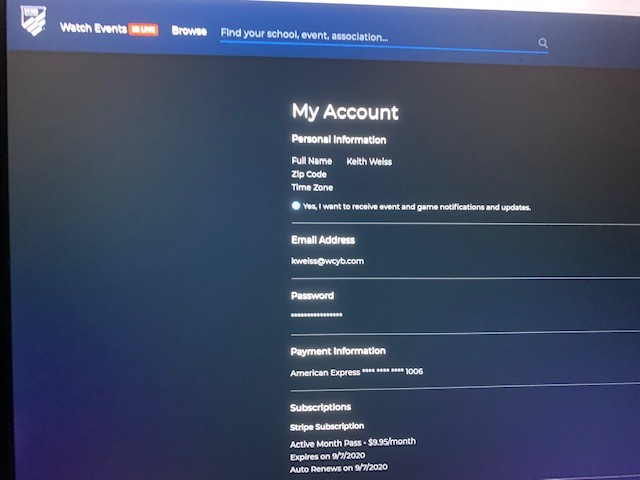 Watch Events LIVE Browse Find your school, event, association...
My Account
Personal Information
Full Name Keith Weiss
Zip Code
Time Zone
Yes, I want to receive event and game notifications and updates.
Email Address
kweiss@wcyb.com
Password
****************
Payment Information
American Express **** **** **** 1006
Subscriptions
Stripe Subscription
Active Month Pass - $9.95/month
Expires on 9/7/2020
Auto Renews on 9/7/2020